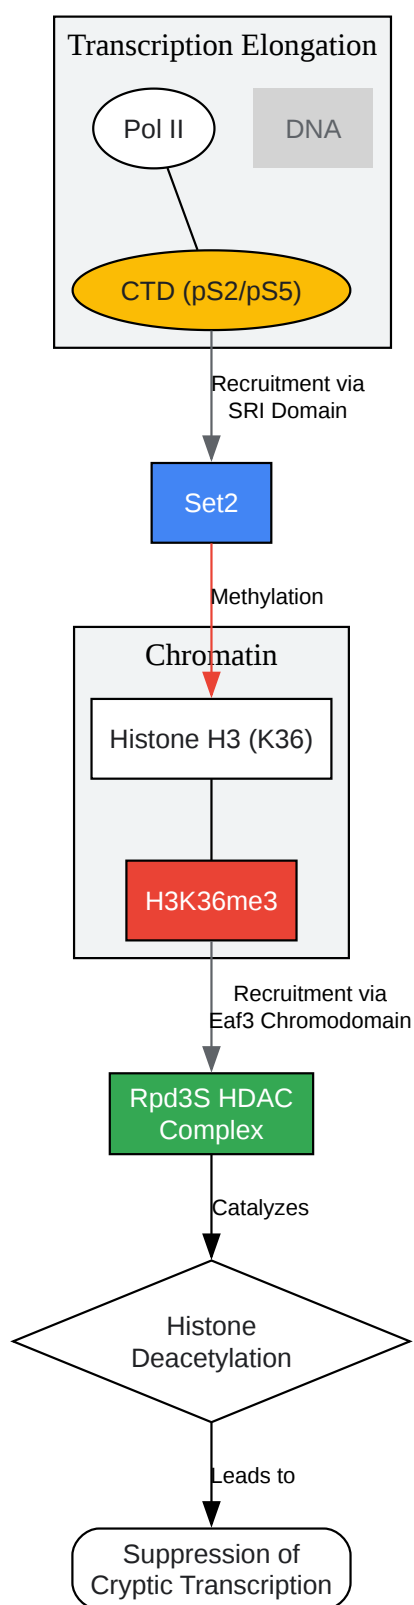 Transcription Elongation
Pol II
DNA
CTD (pS2/pS5)
Recruitment via
SRI Domain
Set2
Methylation
Chromatin
Histone H3 (K36)
H3K36me3
Recruitment via
Eaf3 Chromodomain
Rpd3S HDAC
Complex
Catalyzes
Histone
Deacetylation
Leads to
Suppression of
Cryptic Transcription